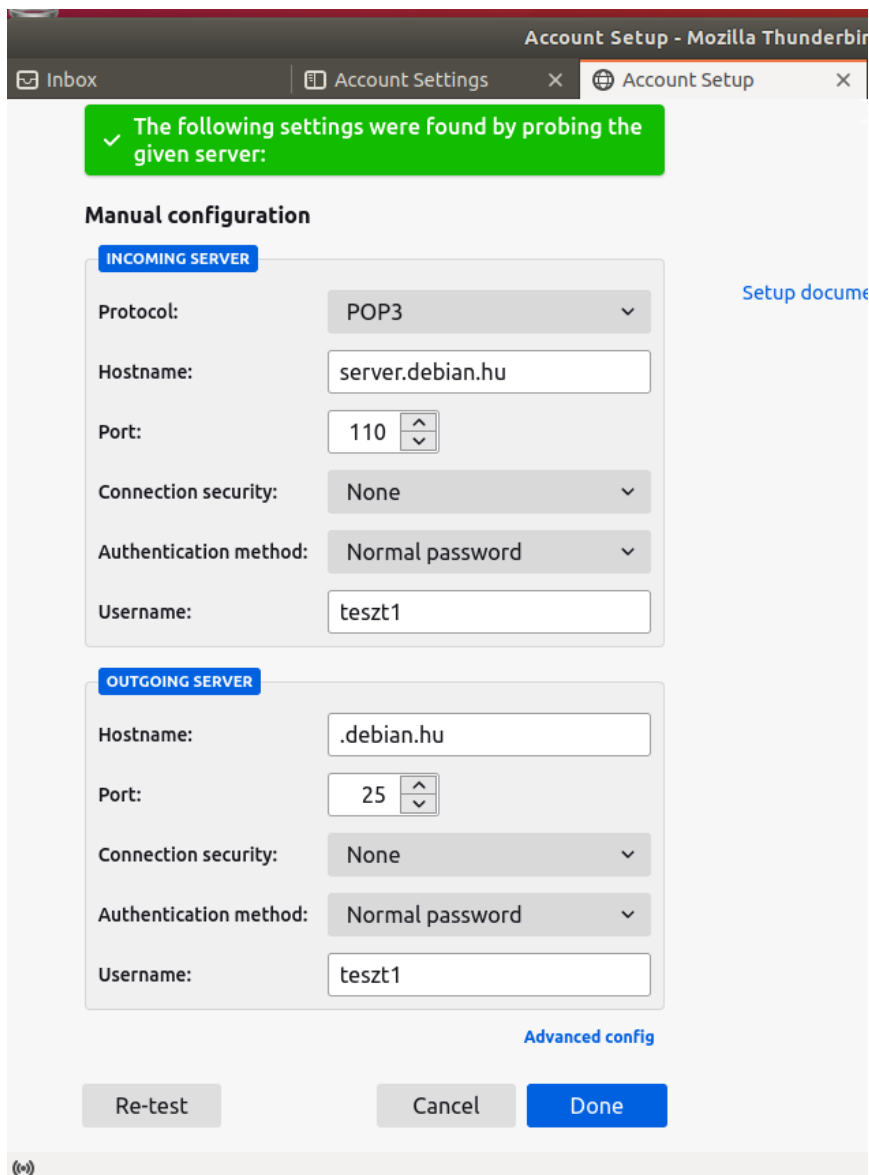 Account Setup - Mozilla Thunderbir
Inbox
Account Settings
Account Setup
The following settings were found by probing the
given server:
Manual configuration
INCOMING SERVER
Setup docume
Protocol: POP3
Hostname: server.debian.hu
Port: 110
Connection security: None
Authentication method: Normal password
Username: teszt1
OUTGOING SERVER
Hostname: .debian.hu
Port: 25
Connection security: None
Authentication method: Normal password
Username: teszt1
Advanced config
Re-test Cancel Done